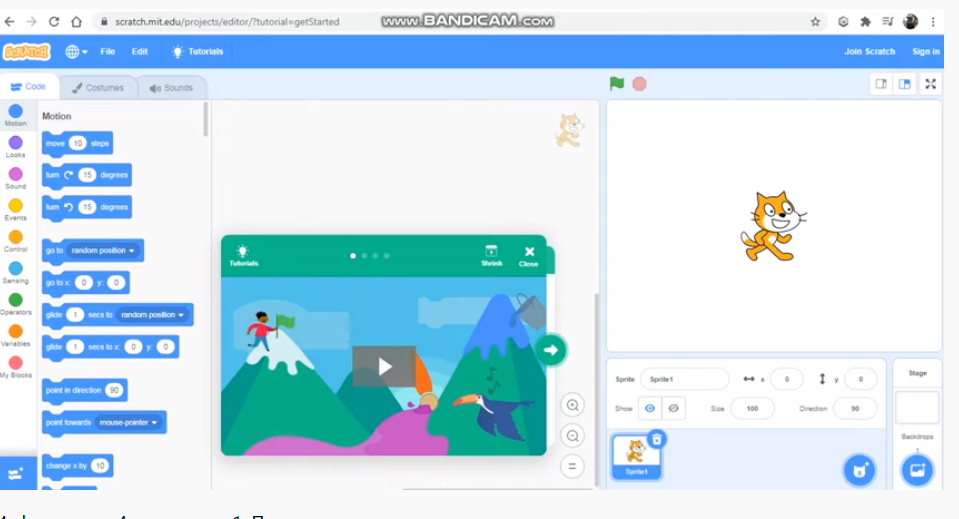 scratch.mit.edu/projects/editor/?tutorial=getStarted
www.BANDICAM.com
SCRATCH File Edit Tutorials Join Scratch Sign in
Code Costumes Sounds
Motion
Looks
Sound
Events
Control
Sensing
Operators
Variables
My Blocks
Motion
move 10 steps
turn 15 degrees
turn 15 degrees
go to random position
go to x: 0 y: 0
glide 1 secs to random position
glide 1 secs to x: 0 y: 0
point in direction 90
point towards mouse-pointer
change x by 10
Tutorials Shrink Close
Sprite Sprite1 x 0 y 0
Show Size 100 Direction 90
Sprite1
Stage
Backdrops
1